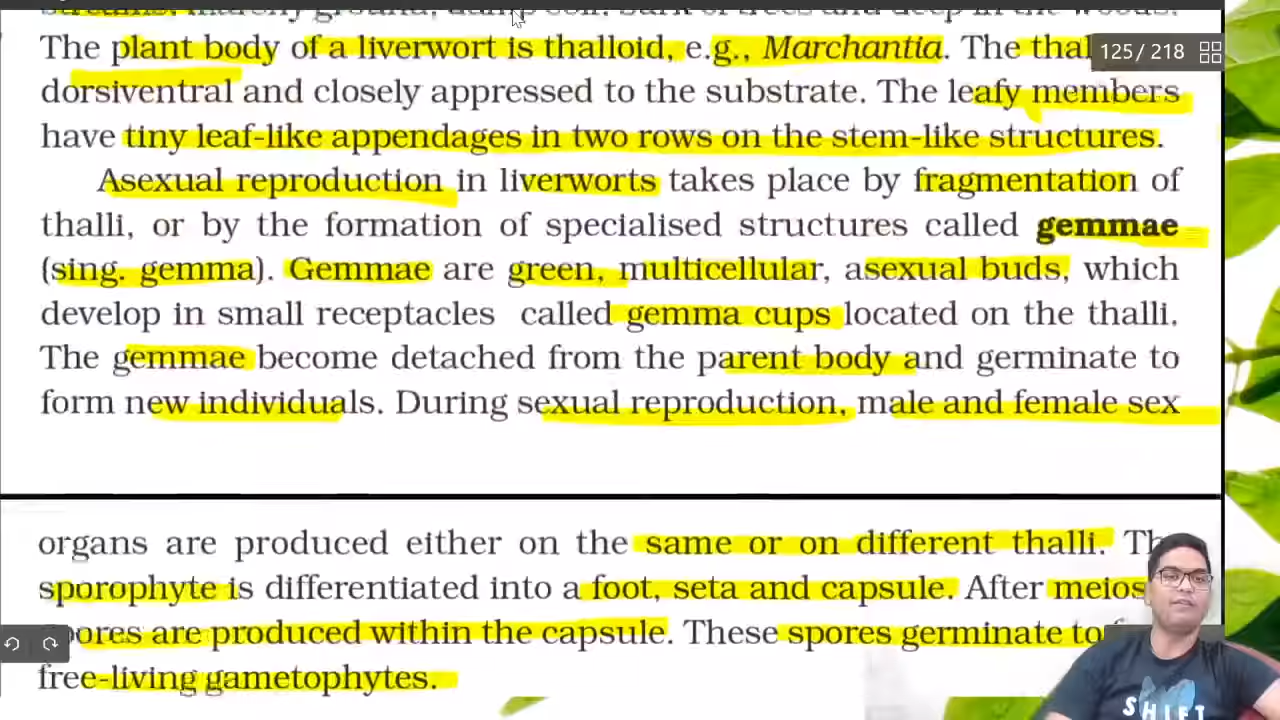 The plant body of a liverwort is thalloid, e.g., Marchantia. The
125 / 218
dorsiventral and closely appressed to the substrate. The leafy members
have tiny leaf-like appendages in two rows on the stem-like structures.
Asexual reproduction in liverworts takes place by fragmentation of
thalli, or by the formation of specialised structures called gemmae
(sing. gemma). Gemmae are green, multicellular, asexual buds, which
develop in small receptacles called gemma cups located on the thalli.
The gemmae become detached from the parent body and germinate to
form new individuals. During sexual reproduction, male and female sex
organs are produced either on the same or on different thalli.
sporophyte is differentiated into a foot, seta and capsule. After
are produced within the capsule. These spores germinate to
free-living gametophytes.
SHIFT